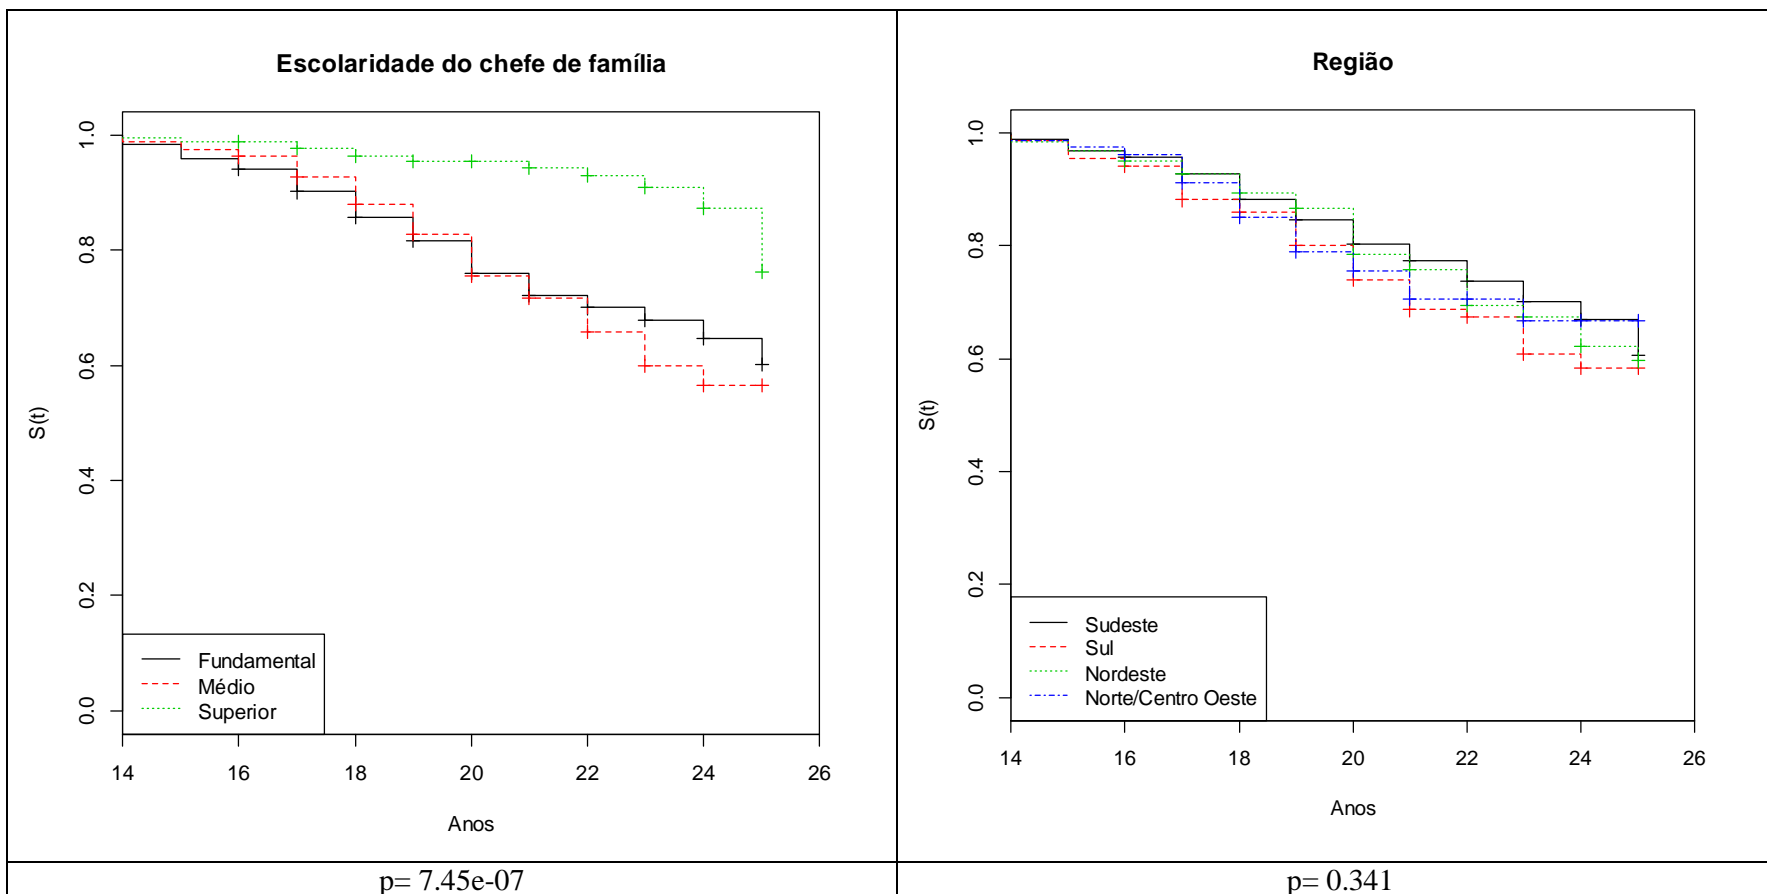 Escolaridade do chefe de família
S(t)
1.0
0.8
0.6
0.4
0.2
0.0
Fundamental
Médio
Superior
14 16 18 20 22 24 26
Anos
p= 7.45e-07
Região
S(t)
1.0
0.8
0.6
0.4
0.2
0.0
Sudeste
Sul
Nordeste
Norte/Centro Oeste
14 16 18 20 22 24 26
Anos
p= 0.341